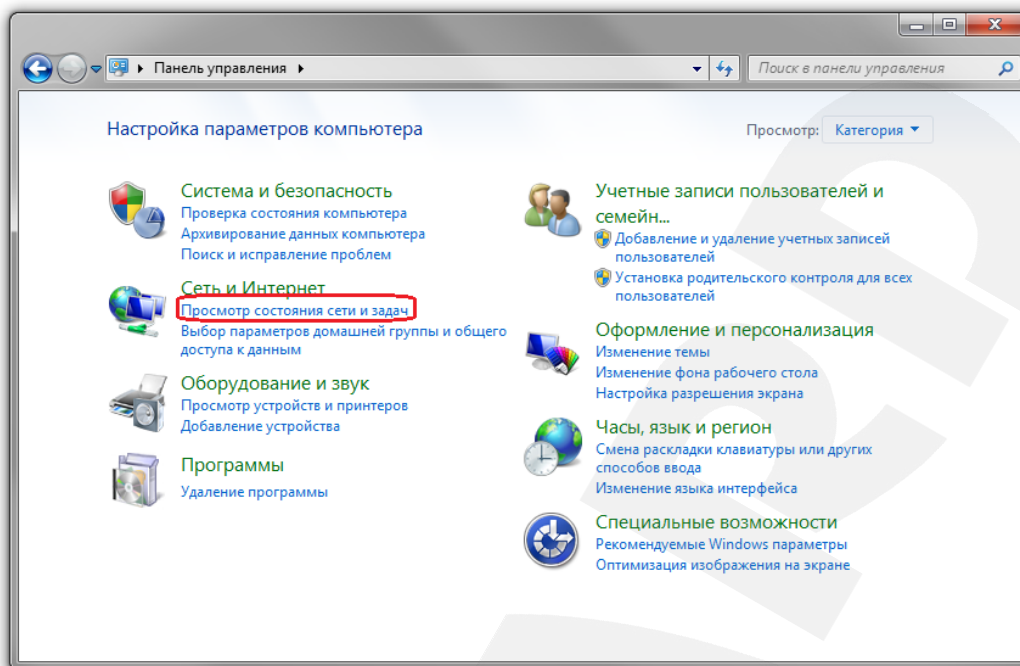 Панель управления
Поиск в панели управления
Настройка параметров компьютера
Просмотр: Категория
Система и безопасность
Проверка состояния компьютера
Архивирование данных компьютера
Поиск и исправление проблем
Сеть и Интернет
Просмотр состояния сети и задач
Выбор параметров домашней группы и общего
доступа к данным
Оборудование и звук
Просмотр устройств и принтеров
Добавление устройства
Программы
Удаление программы
Учетные записи пользователей и
семейн...
Добавление и удаление учетных записей
пользователей
Установка родительского контроля для всех
пользователей
Оформление и персонализация
Изменение темы
Изменение фона рабочего стола
Настройка разрешения экрана
Часы, язык и регион
Смена раскладки клавиатуры или других
способов ввода
Изменение языка интерфейса
Специальные возможности
Рекомендуемые Windows параметры
Оптимизация изображения на экране